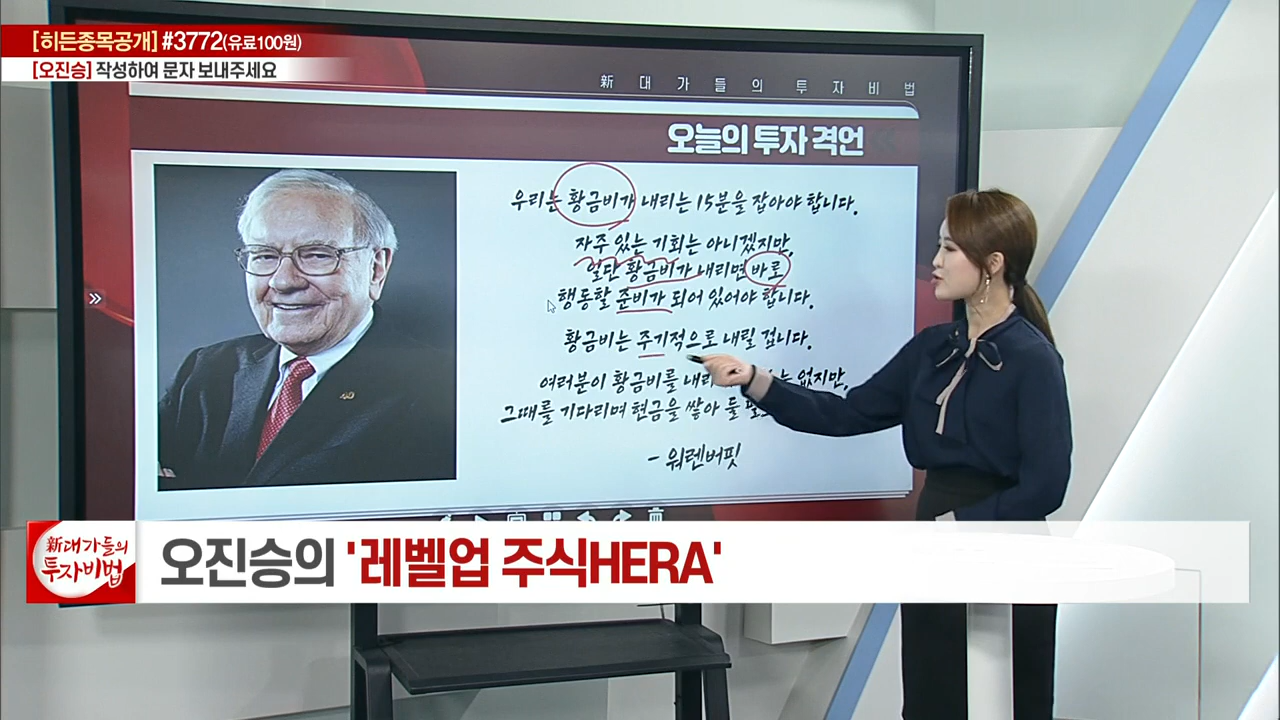 [히든종목공개] #3772(유료100원)
[오진승] 작성하여 문자 보내주세요
新 대 가 들 의 투 자 비 법
오늘의 투자 격언
우리는 황금비가 내리는 15분을 잡아야 합니다.
자주 있는 기회는 아니겠지만,
일단 황금비가 내리면 바로
행동할 준비가 되어 있어야 합니다.
황금비는 주기적으로 내릴 겁니다.
여러분이 황금비를 없지만,
그때를 기다리며 현금을 쌓아 둘
- 워렌버핏
新대가들의
투자비법
오진승의 '레벨업 주식HERA'